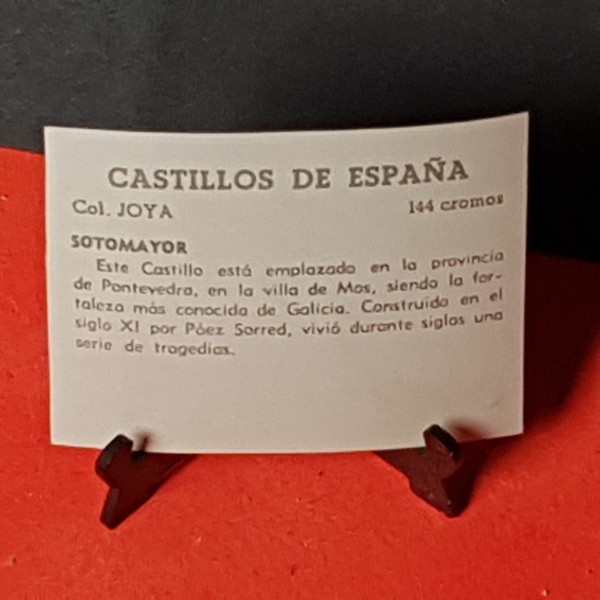 CASTILLOS DE ESPAÑA
Col. JOYA 144 cromos
SOTOMAYOR
Este Castillo está emplazado en la provincia
de Pontevedra, en la villa de Mos, siendo la for-
taleza más conocida de Galicia. Construido en el
siglo XI por Páez Sorred, vivió durante siglos una
serie de tragedias.